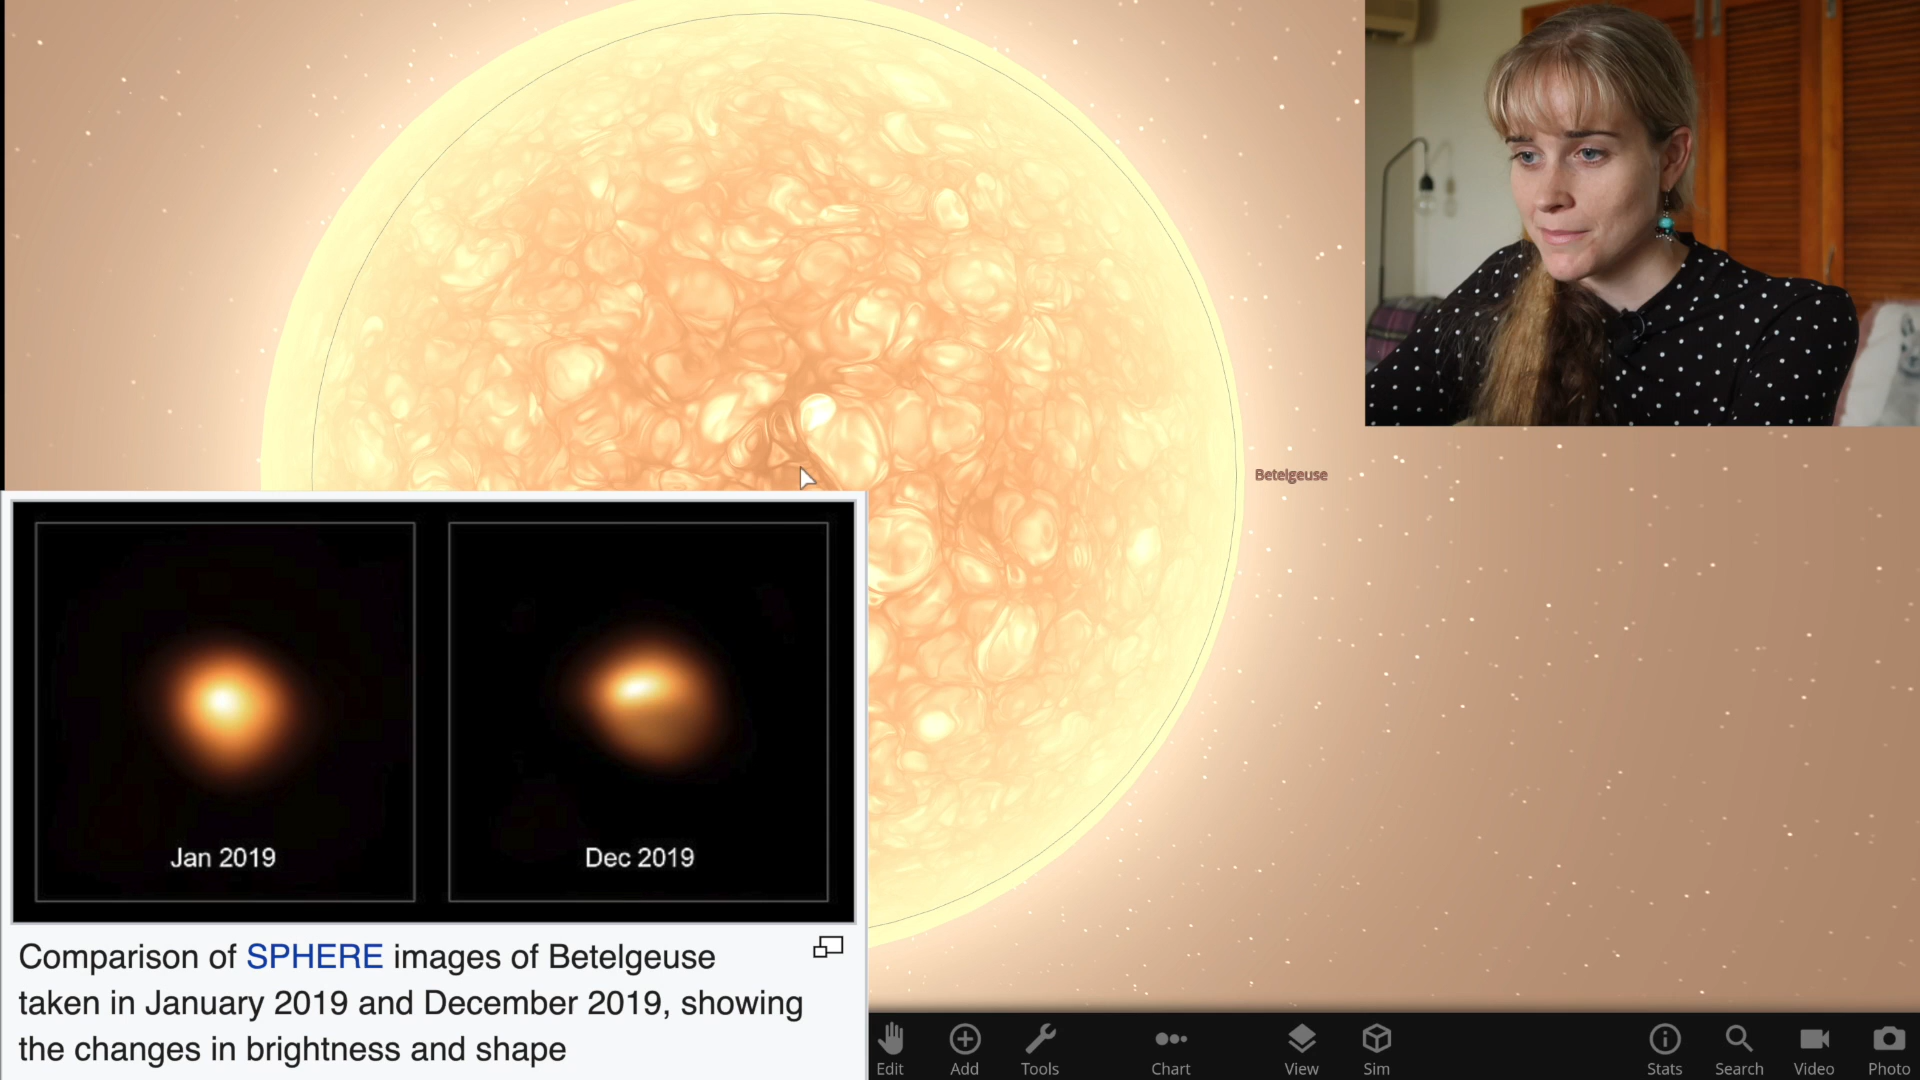 Betelgeuse
Jan 2019
Dec 2019
Comparison of SPHERE images of Betelgeuse
taken in January 2019 and December 2019, showing
the changes in brightness and shape
Edit
Add
Tools
Chart
View
Sim
Stats
Search
Video
Photo